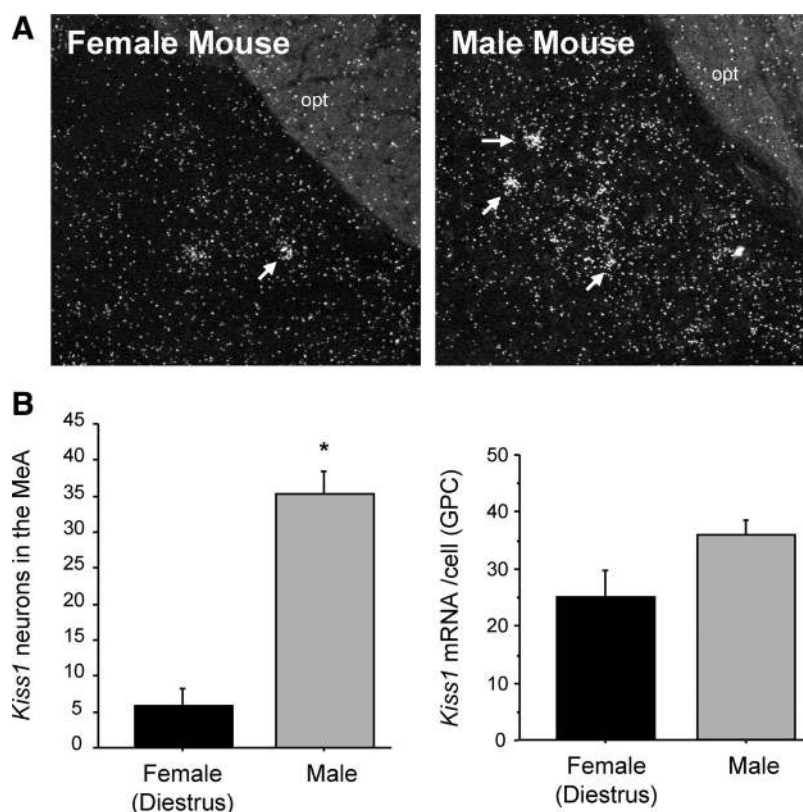 A
Female Mouse
opt
Male Mouse
opt
B
Kiss1 neurons in the MeA
45
40
35
30
25
20
15
10
5
0
*
Female
(Diestrus)
Male
Kiss1 mRNA /cell (GPC)
50
40
30
20
10
0
Female
(Diestrus)
Male